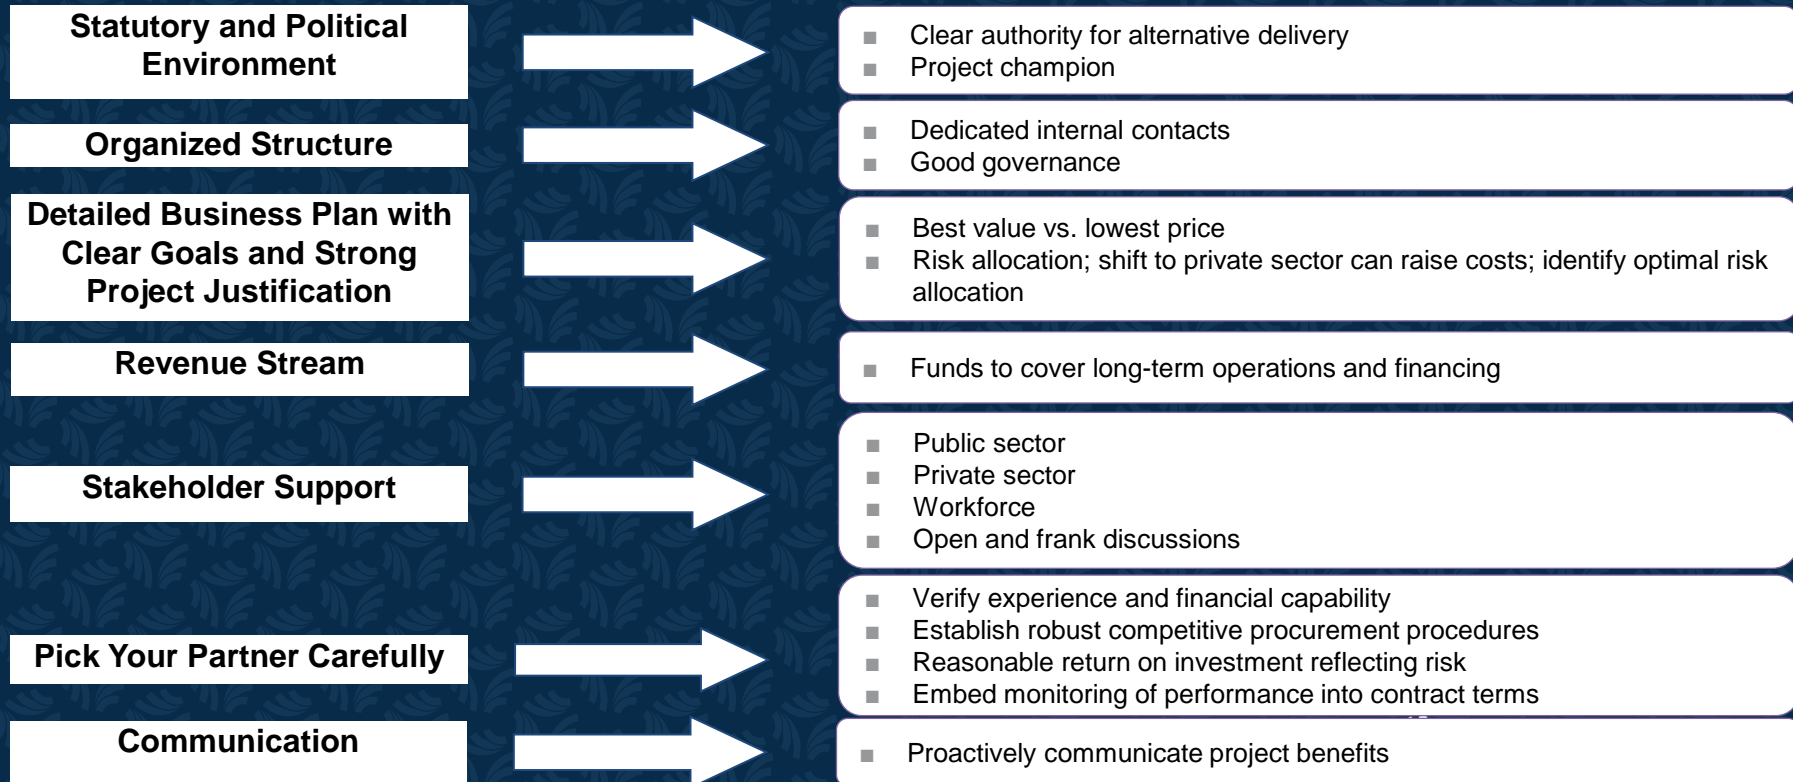 Statutory and Political
Environment
■ Clear authority for alternative delivery
■ Project champion
Organized Structure
■ Dedicated internal contacts
■ Good governance
Detailed Business Plan with
Clear Goals and Strong
Project Justification
■ Best value vs. lowest price
■ Risk allocation; shift to private sector can raise costs; identify optimal risk
allocation
Revenue Stream
■ Funds to cover long-term operations and financing
Stakeholder Support
■ Public sector
■ Private sector
■ Workforce
■ Open and frank discussions
Pick Your Partner Carefully
■ Verify experience and financial capability
■ Establish robust competitive procurement procedures
■ Reasonable return on investment reflecting risk
■ Embed monitoring of performance into contract terms
Communication
■ Proactively communicate project benefits